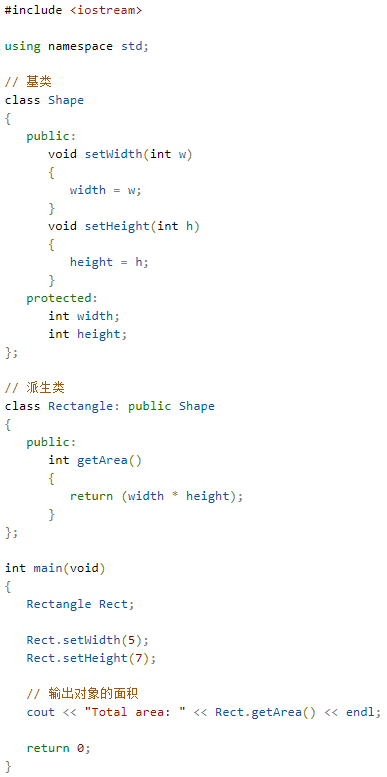 #include <iostream>
using namespace std;
// 基类
class Shape
{
public:
void setWidth(int w)
{
width = w;
}
void setHeight(int h)
{
height = h;
}
protected:
int width;
int height;
};
// 派生类
class Rectangle: public Shape
{
public:
int getArea()
{
return (width * height);
}
};
int main(void)
{
Rectangle Rect;
Rect.setWidth(5);
Rect.setHeight(7);
// 输出对象的面积
cout << "Total area: " << Rect.getArea() << endl;
return 0;
}